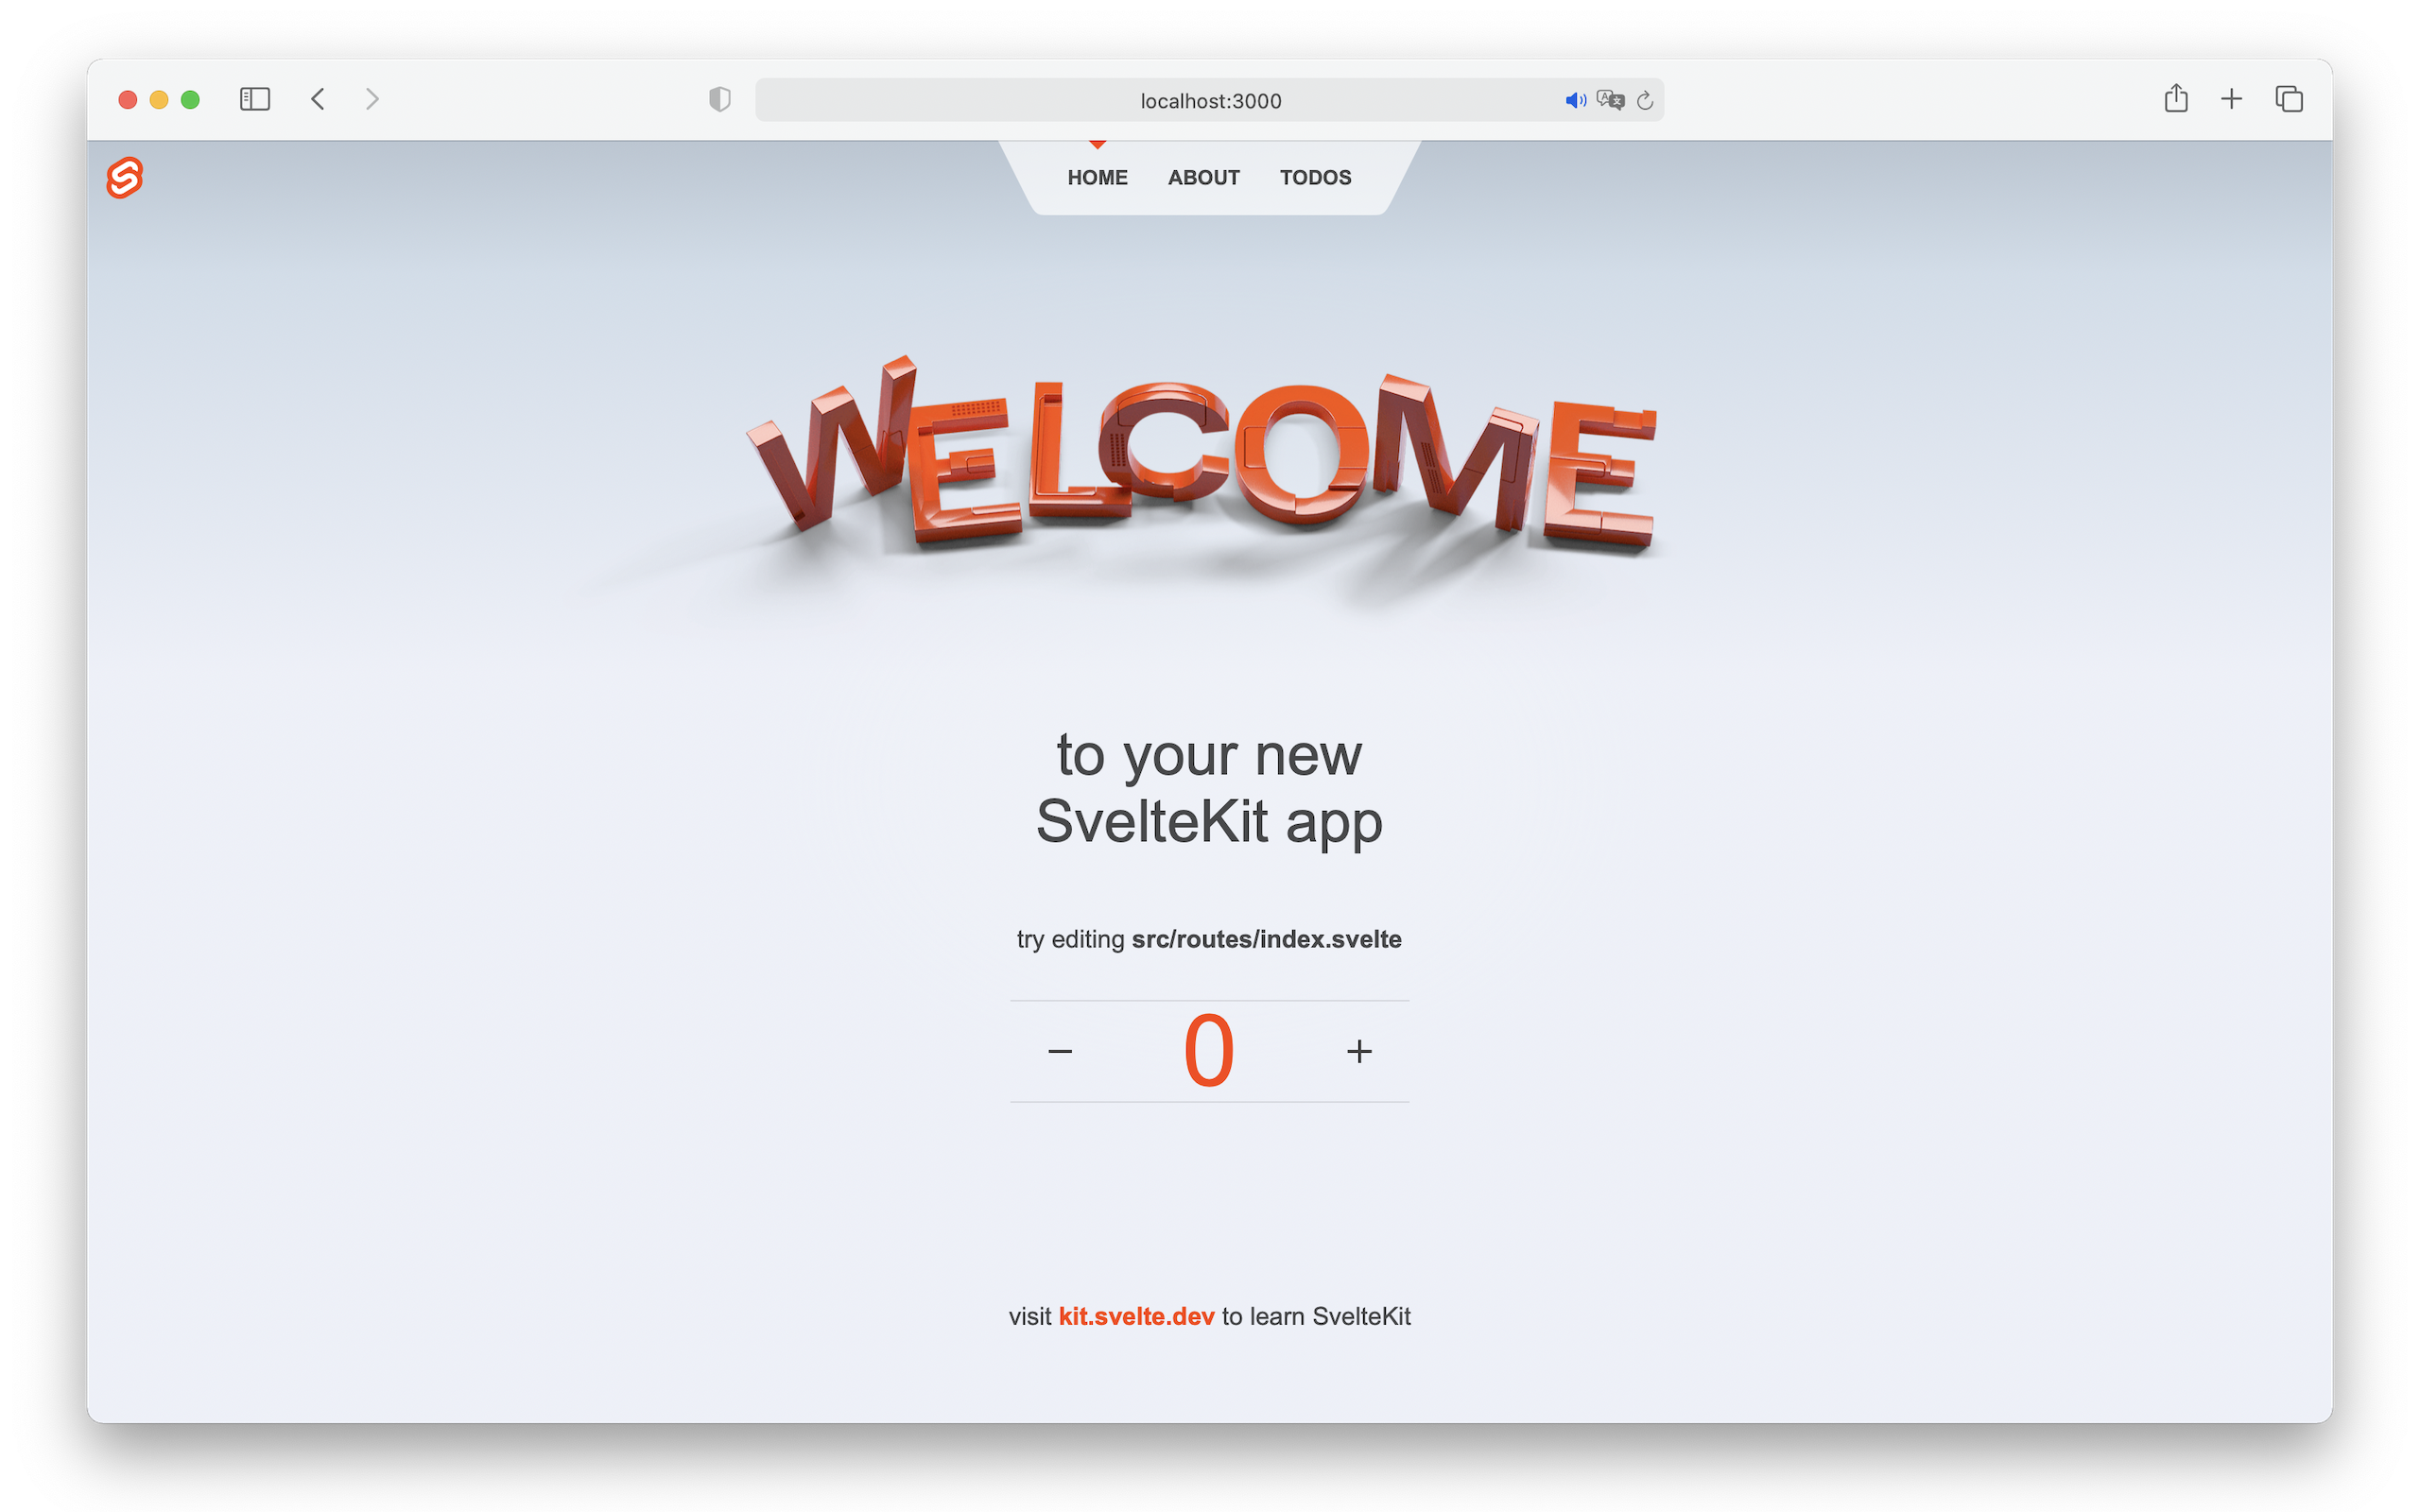 localhost:3000
HOME ABOUT TODOS
WELCOME
to your new
SvelteKit app
try editing src/routes/index.svelte
− 0 +
visit kit.svelte.dev to learn SvelteKit